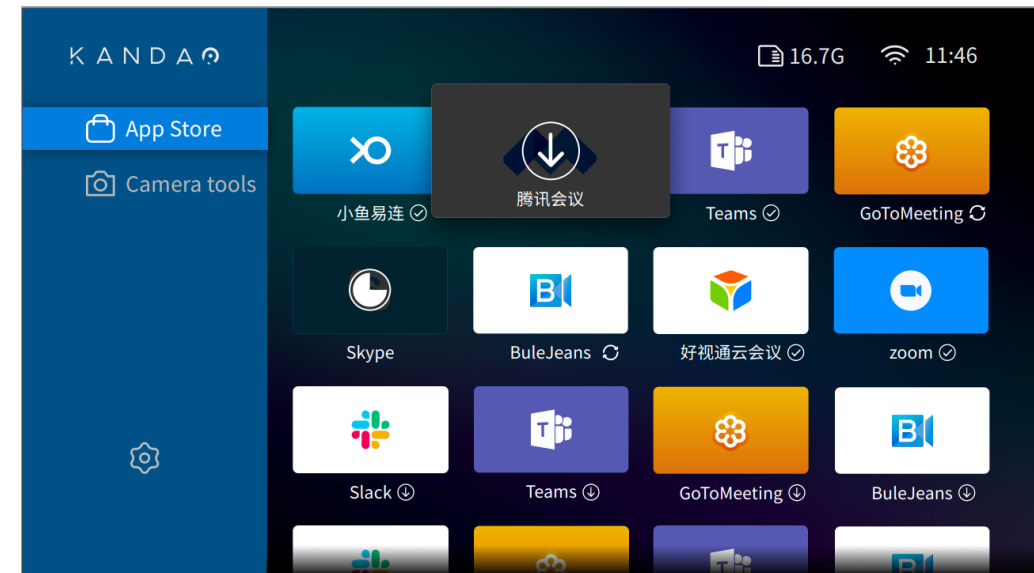 KANDAO
16.7G 11:46
App Store
Camera tools
小鱼易连
腾讯会议
Teams
GoToMeeting
Skype
BuleJeans
好视通云会议
zoom
Slack
Teams
GoToMeeting
BuleJeans